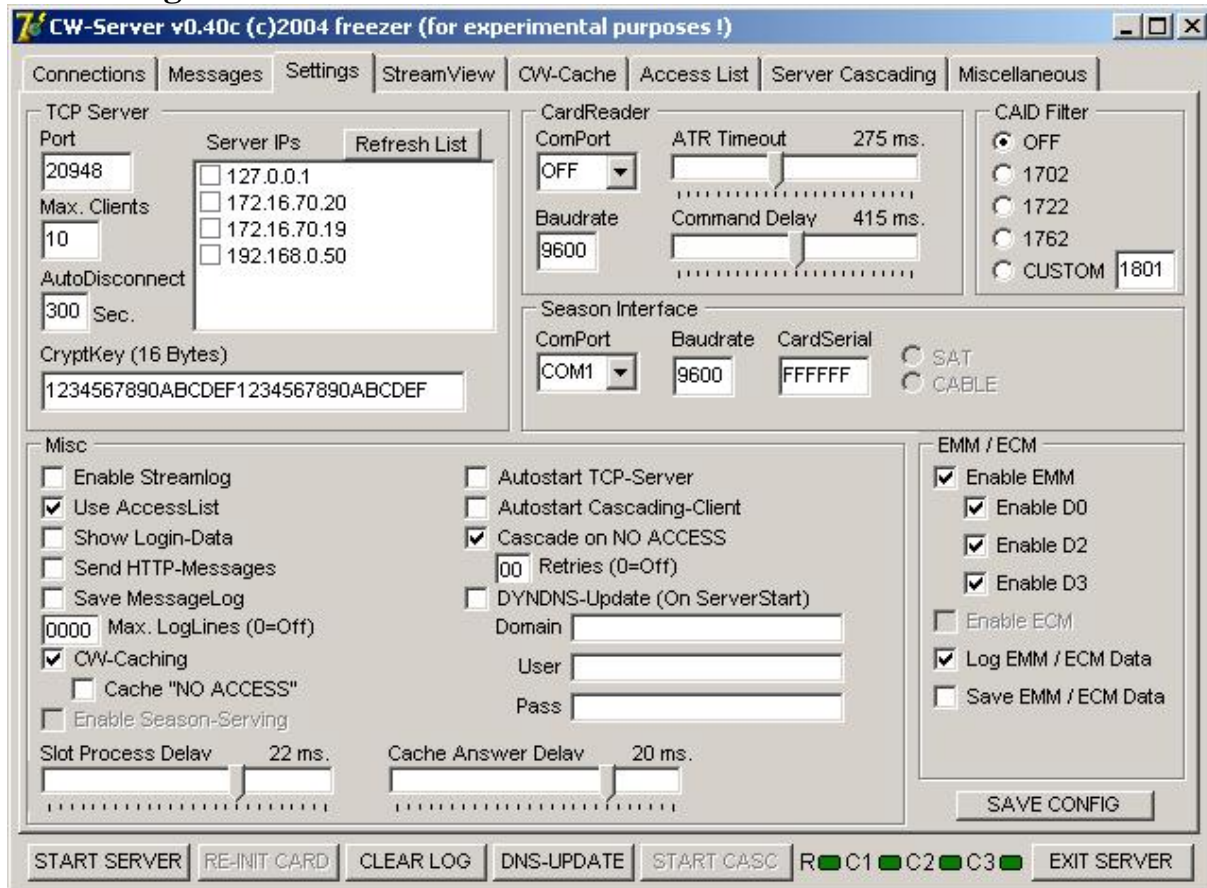 CW-Server v0.40c (c)2004 freezer (for experimental purposes !)
Connections Messages Settings StreamView CW-Cache Access List Server Cascading Miscellaneous
TCP Server
Port
20948
Max. Clients
10
AutoDisconnect
300 Sec.
Server IPs
Refresh List
127.0.0.1
172.16.70.20
172.16.70.19
192.168.0.50
CryptKey (16 Bytes)
1234567890ABCDEF1234567890ABCDEF
CardReader
ComPort
OFF
Baudrate
9600
ATR Timeout 275 ms.
Command Delay 415 ms.
CAID Filter
OFF
1702
1722
1762
CUSTOM 1801
Season Interface
ComPort Baudrate CardSerial
COM1 9600 FFFFFF
SAT
CABLE
Misc
Enable Streamlog
Use AccessList
Show Login-Data
Send HTTP-Messages
Save MessageLog
0000 Max. LogLines (0=Off)
CW-Caching
Cache "NO ACCESS"
Enable Season-Serving
Autostart TCP-Server
Autostart Cascading-Client
Cascade on NO ACCESS
00 Retries (0=Off)
DYNDNS-Update (On ServerStart)
Domain
User
Pass
Slot Process Delay 22 ms.
Cache Answer Delay 20 ms.
EMM / ECM
Enable EMM
Enable D0
Enable D2
Enable D3
Enable ECM
Log EMM / ECM Data
Save EMM / ECM Data
SAVE CONFIG
START SERVER RE-INIT CARD CLEAR LOG DNS-UPDATE START CASC R C1 C2 C3 EXIT SERVER